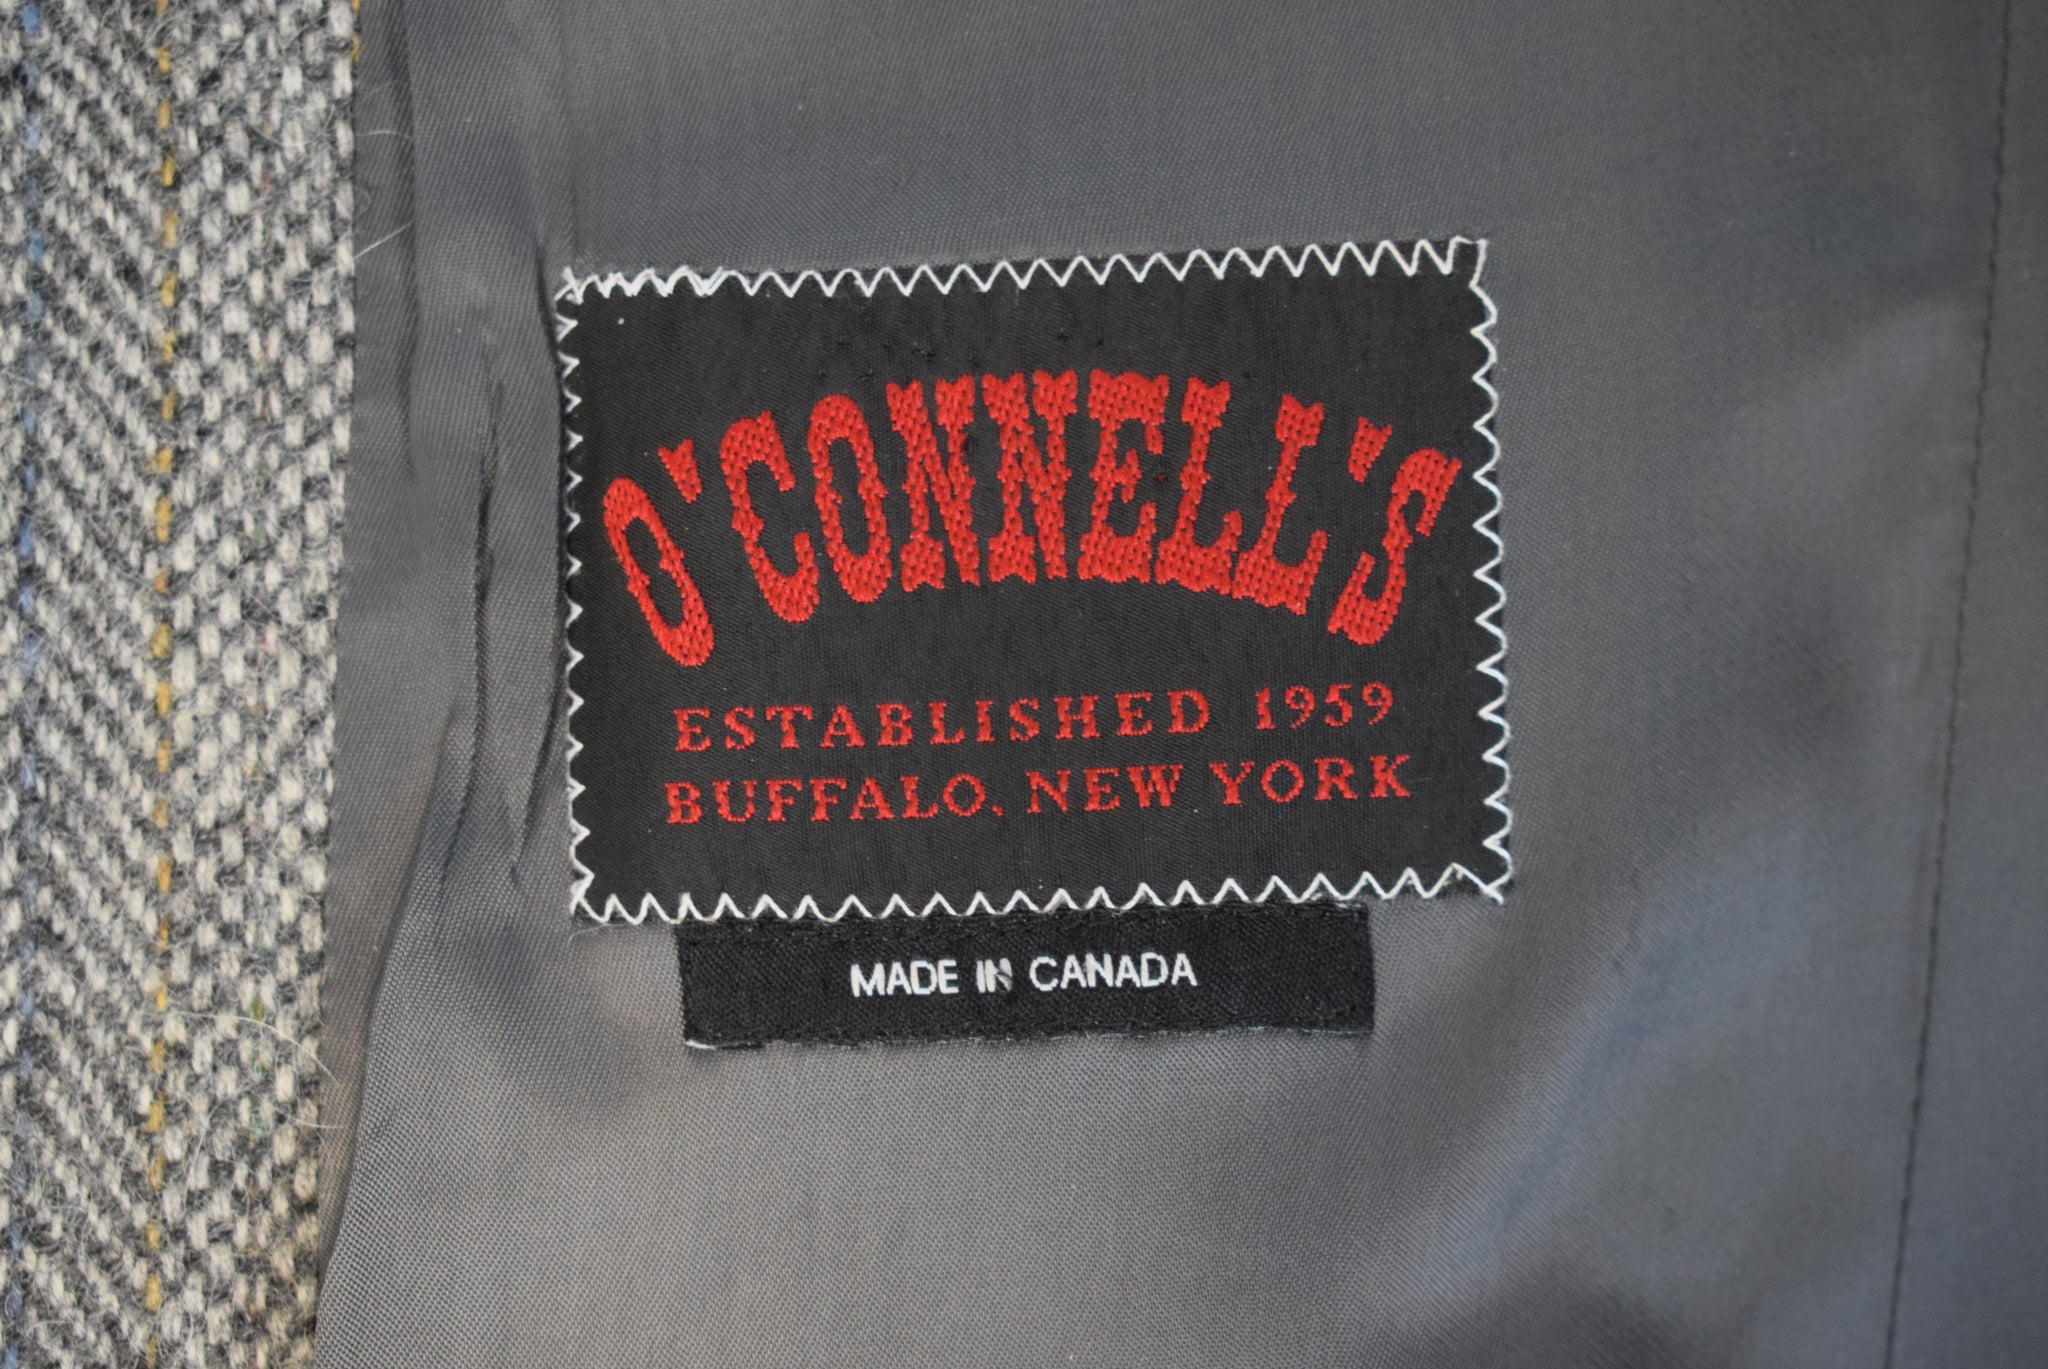 O'CONNELL'S
ESTABLISHED 1959
BUFFALO, NEW YORK
MADE IN CANADA